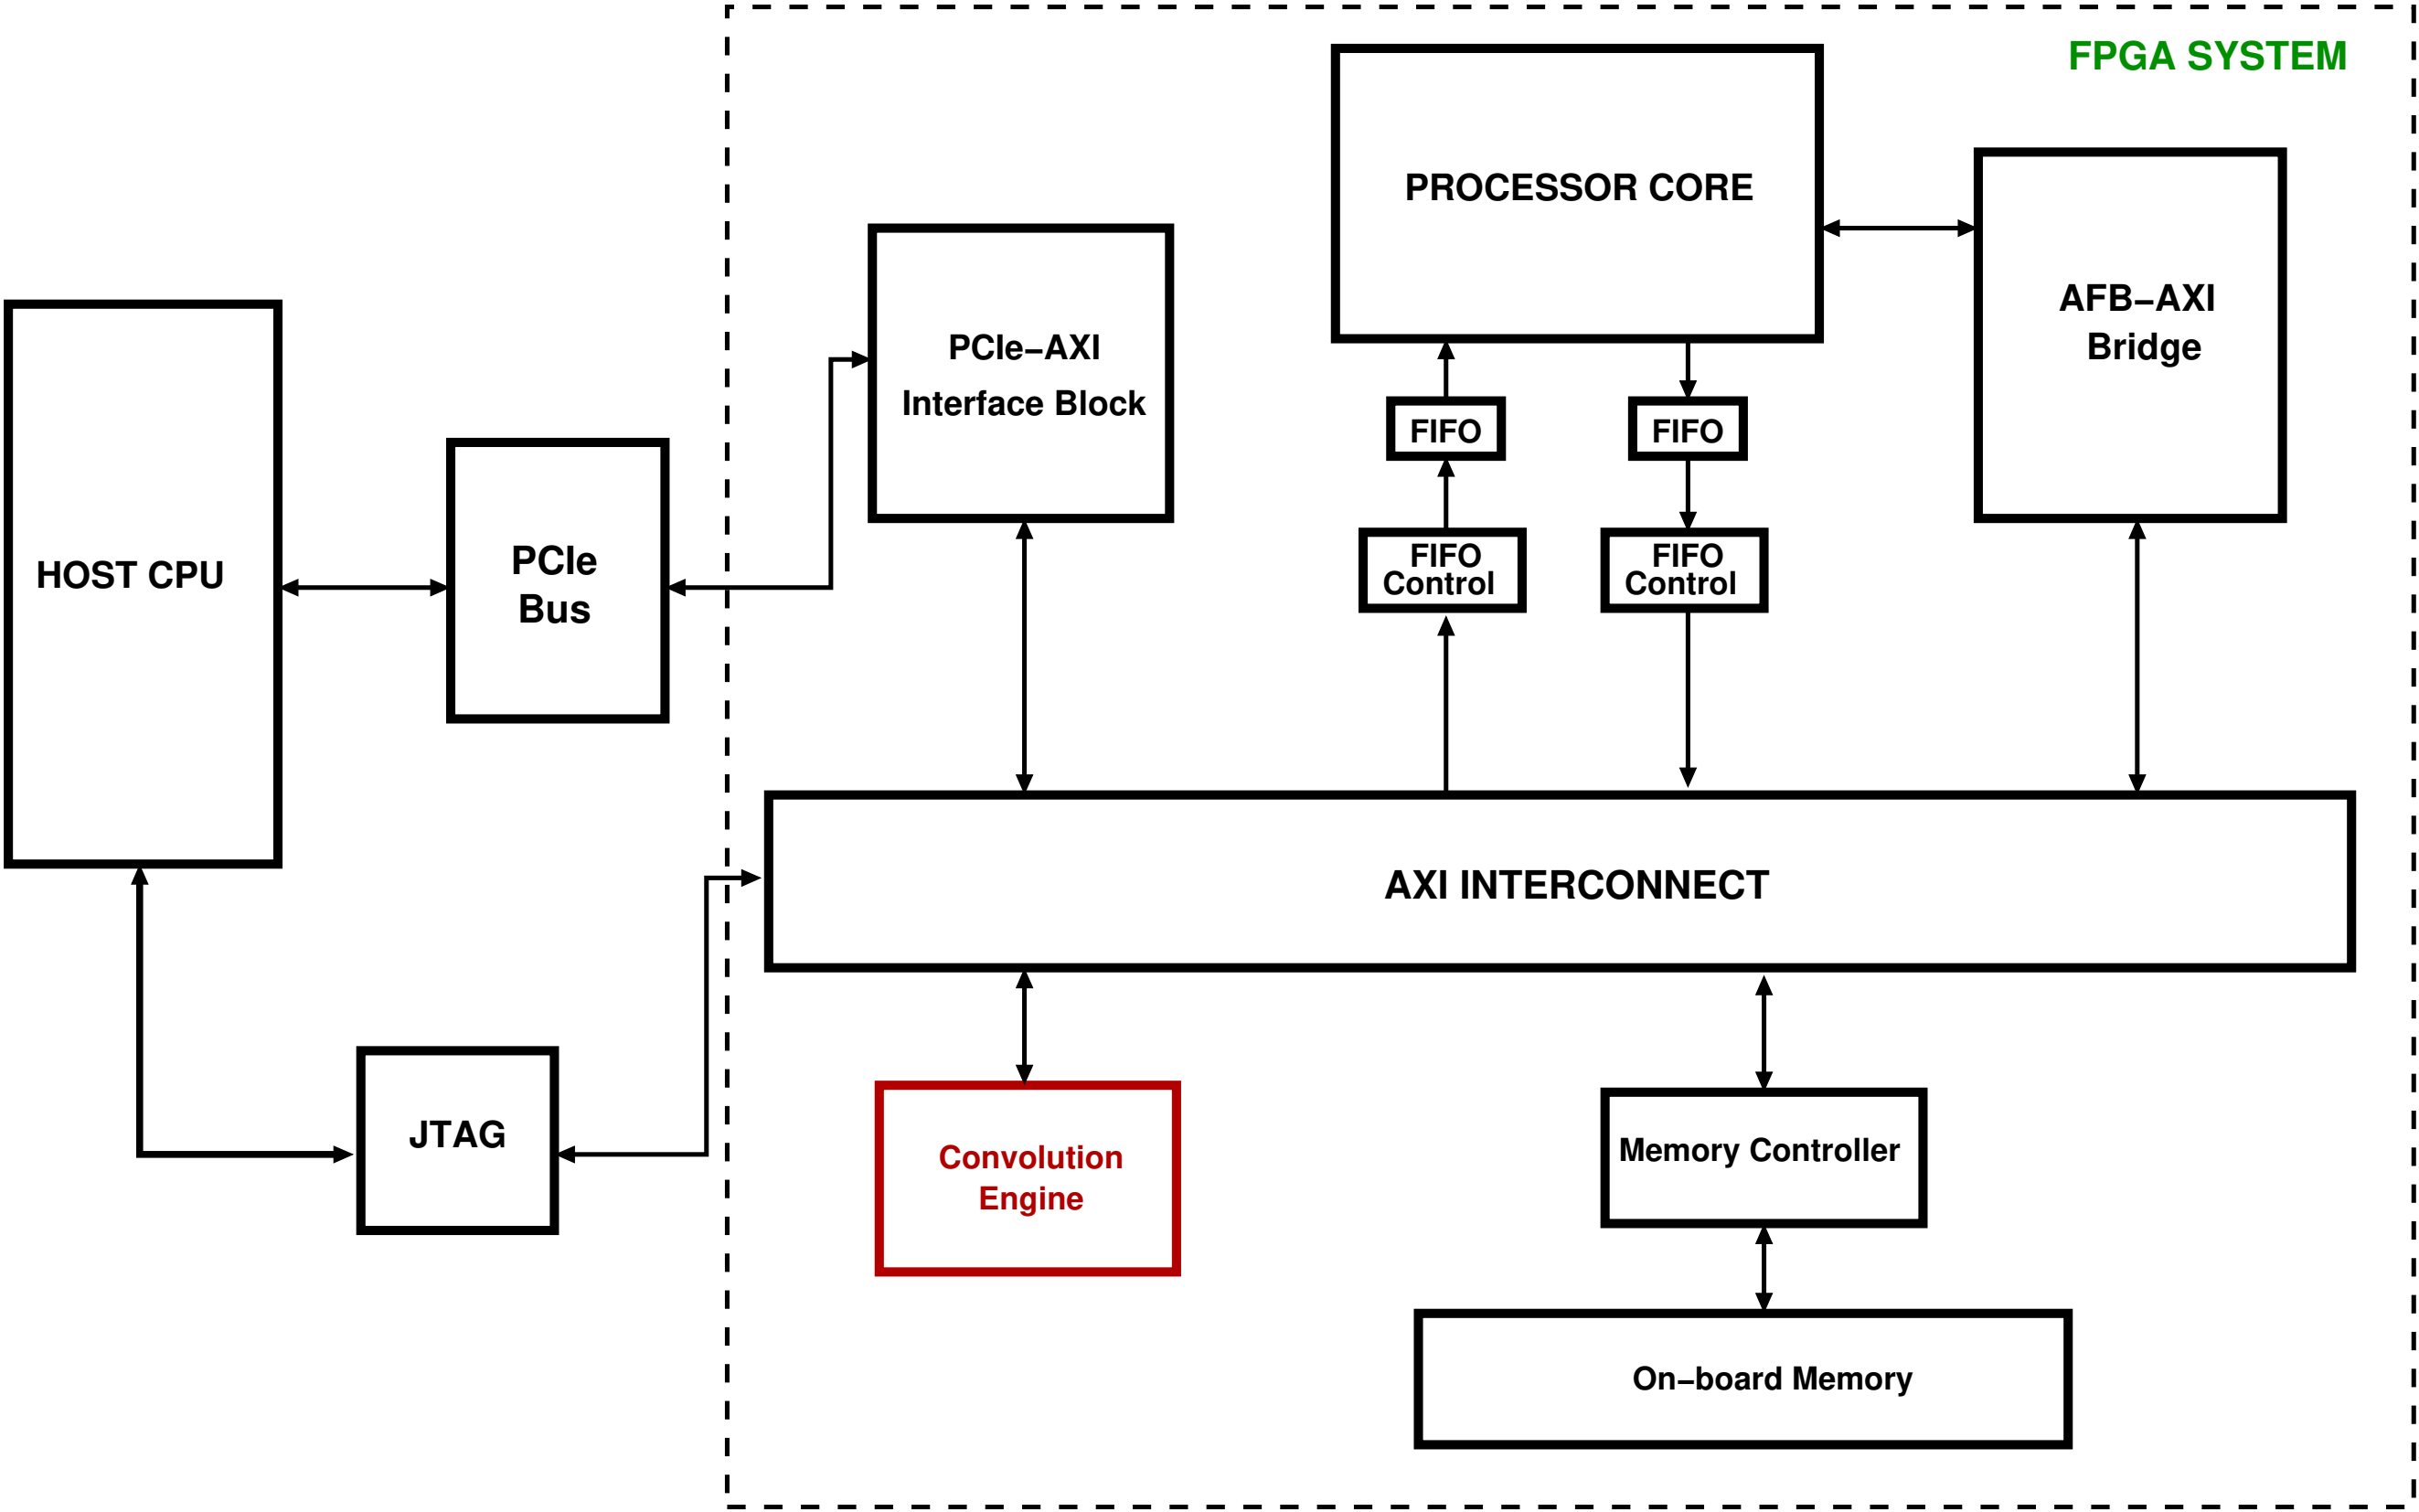 FPGA SYSTEM
PROCESSOR CORE
AFB–AXI
Bridge
PCIe–AXI
Interface Block
FIFO
FIFO
HOST CPU
PCIe
Bus
FIFO
Control
FIFO
Control
AXI INTERCONNECT
JTAG
Convolution
Engine
Memory Controller
On–board Memory